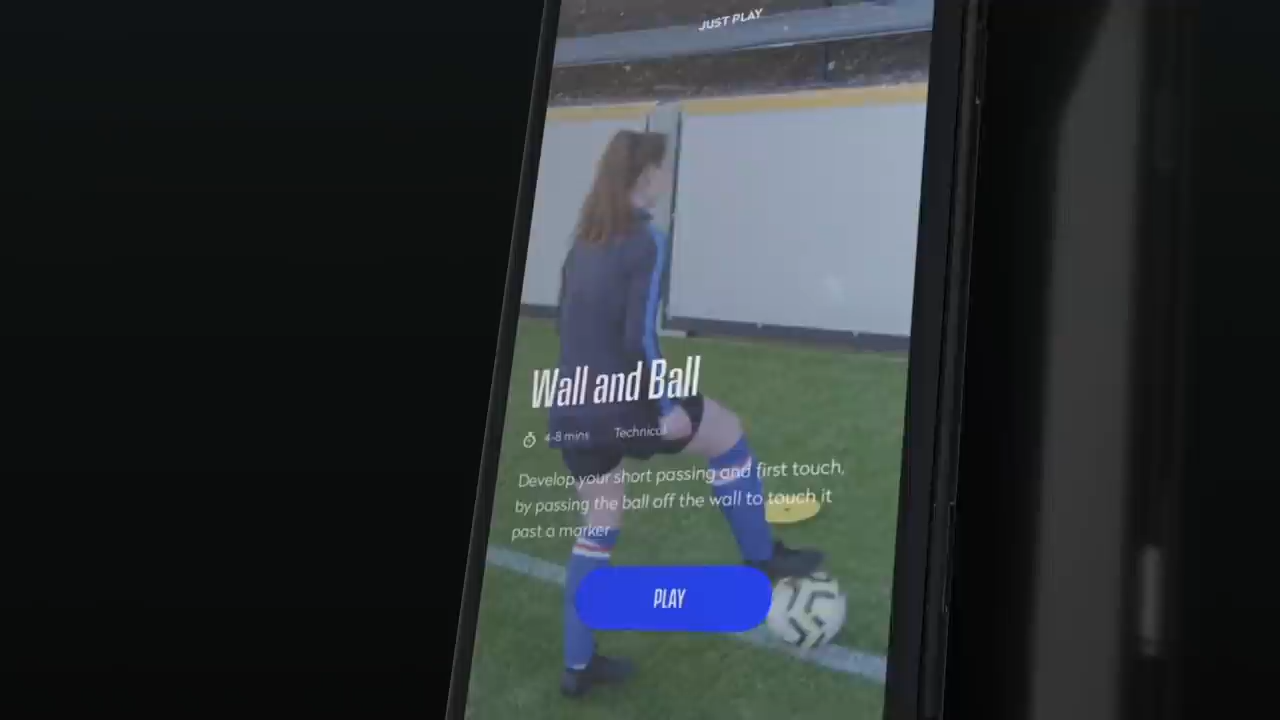 JUST PLAY
Wall and Ball
4-8 mins Technical
Develop your short passing and first touch,
by passing the ball off the wall to touch it
past a marker
PLAY